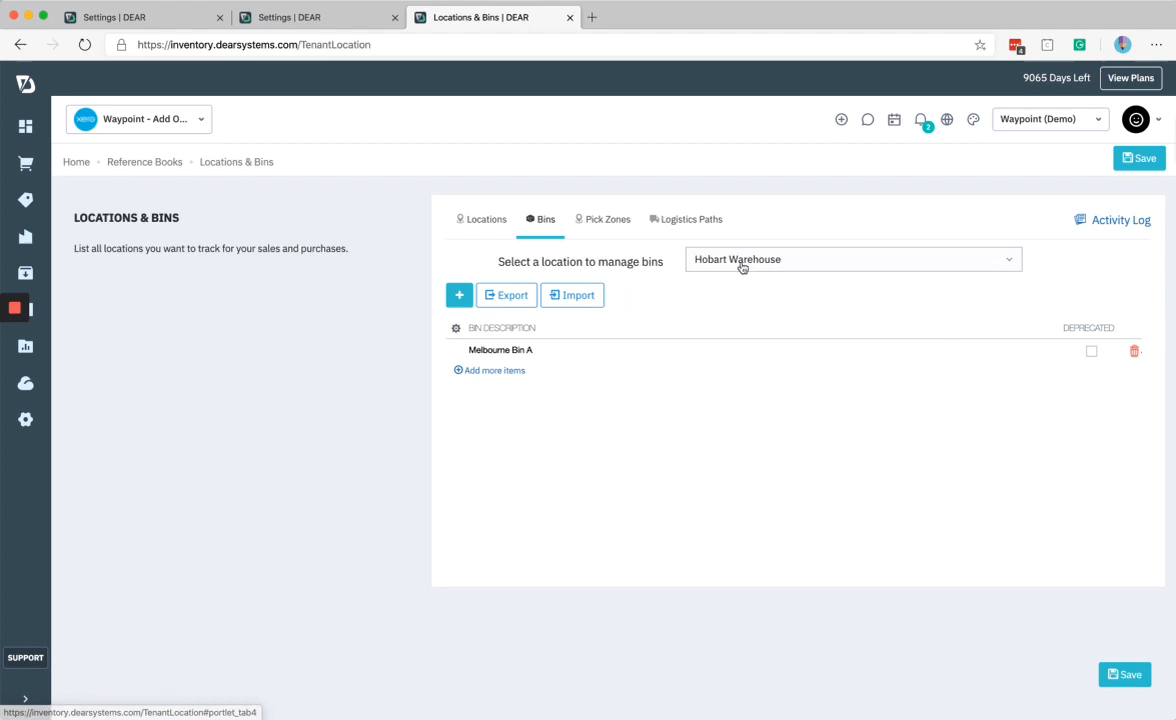 Settings | DEAR
Settings | DEAR
Locations & Bins | DEAR
https://inventory.dearsystems.com/TenantLocation
4
9065 Days Left
View Plans
xero
Waypoint - Add O...
2
Waypoint (Demo)
Home • Reference Books • Locations & Bins
Save
LOCATIONS & BINS
List all locations you want to track for your sales and purchases.
Locations
Bins
Pick Zones
Logistics Paths
Activity Log
Select a location to manage bins
Hobart Warehouse
+ Export Import
BIN DESCRIPTION
DEPRECATED
Melbourne Bin A
Add more items
SUPPORT
Save
https://inventory.dearsystems.com/TenantLocation#portlet_tab4